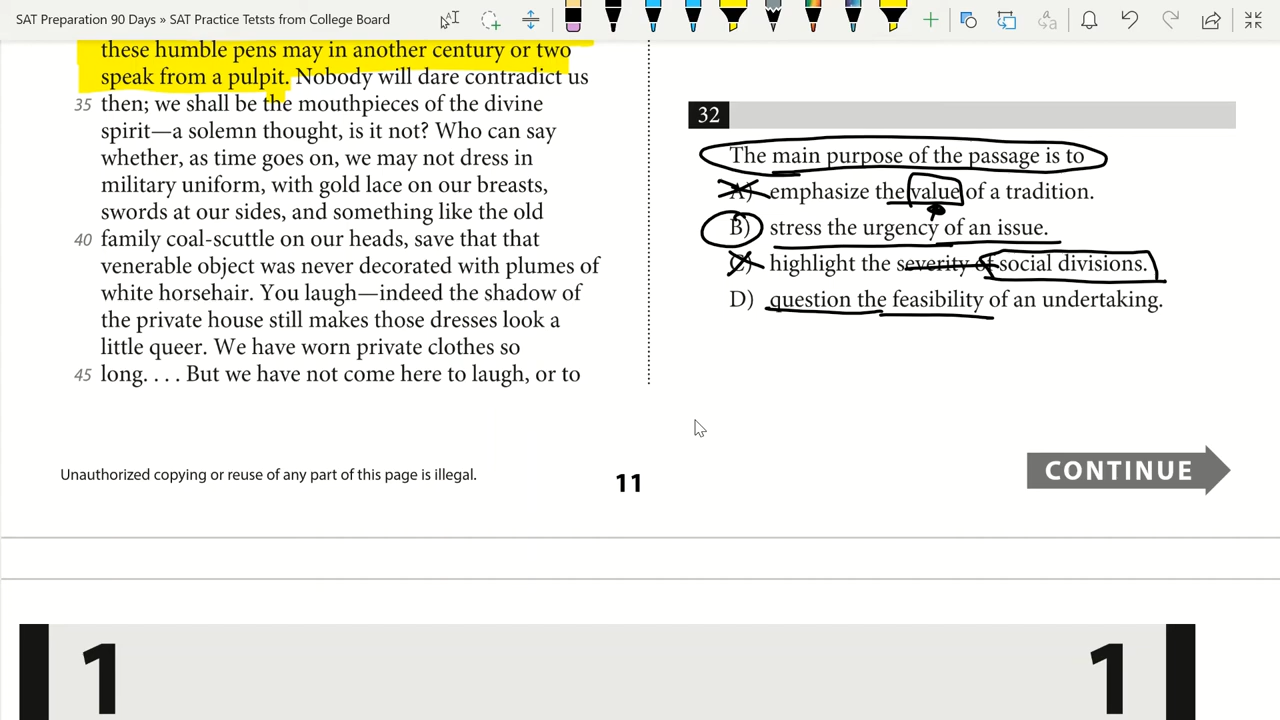 SAT Preparation 90 Days » SAT Practice Tetsts from College Board
these humble pens may in another century or two
speak from a pulpit. Nobody will dare contradict us
35 then; we shall be the mouthpieces of the divine
spirit—a solemn thought, is it not? Who can say
whether, as time goes on, we may not dress in
military uniform, with gold lace on our breasts,
swords at our sides, and something like the old
40 family coal-scuttle on our heads, save that that
venerable object was never decorated with plumes of
white horsehair. You laugh—indeed the shadow of
the private house still makes those dresses look a
little queer. We have worn private clothes so
45 long. . . . But we have not come here to laugh, or to
32
The main purpose of the passage is to
A) emphasize the value of a tradition.
B) stress the urgency of an issue.
C) highlight the severity of social divisions.
D) question the feasibility of an undertaking.
Unauthorized copying or reuse of any part of this page is illegal.
11
CONTINUE
1
1